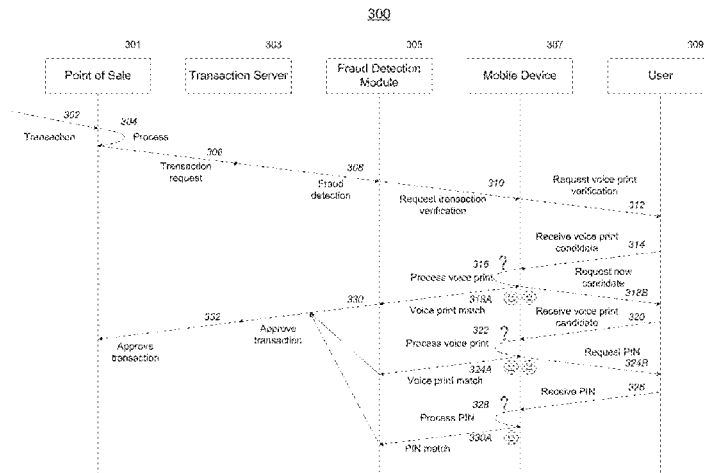 300
301
303
305
307
309
Point of Sale
Transaction Server
Fraud Detection
Module
Mobile Device
User
302
304
Transaction
Process
306
Transaction
request
308
Fraud
detection
310
Request transaction
verification
Request voice print
verification
312
Receive voice print
candidate
314
316
?
Process voice print
Request new
candidate
318A
318B
Voice print match
330
332
Approve
transaction
Approve
transaction
Receive voice print
candidate
320
322
?
Process voice print
Request PIN
324A
324B
Voice print match
326
Receive PIN
328
?
Process PIN
330A
PIN match